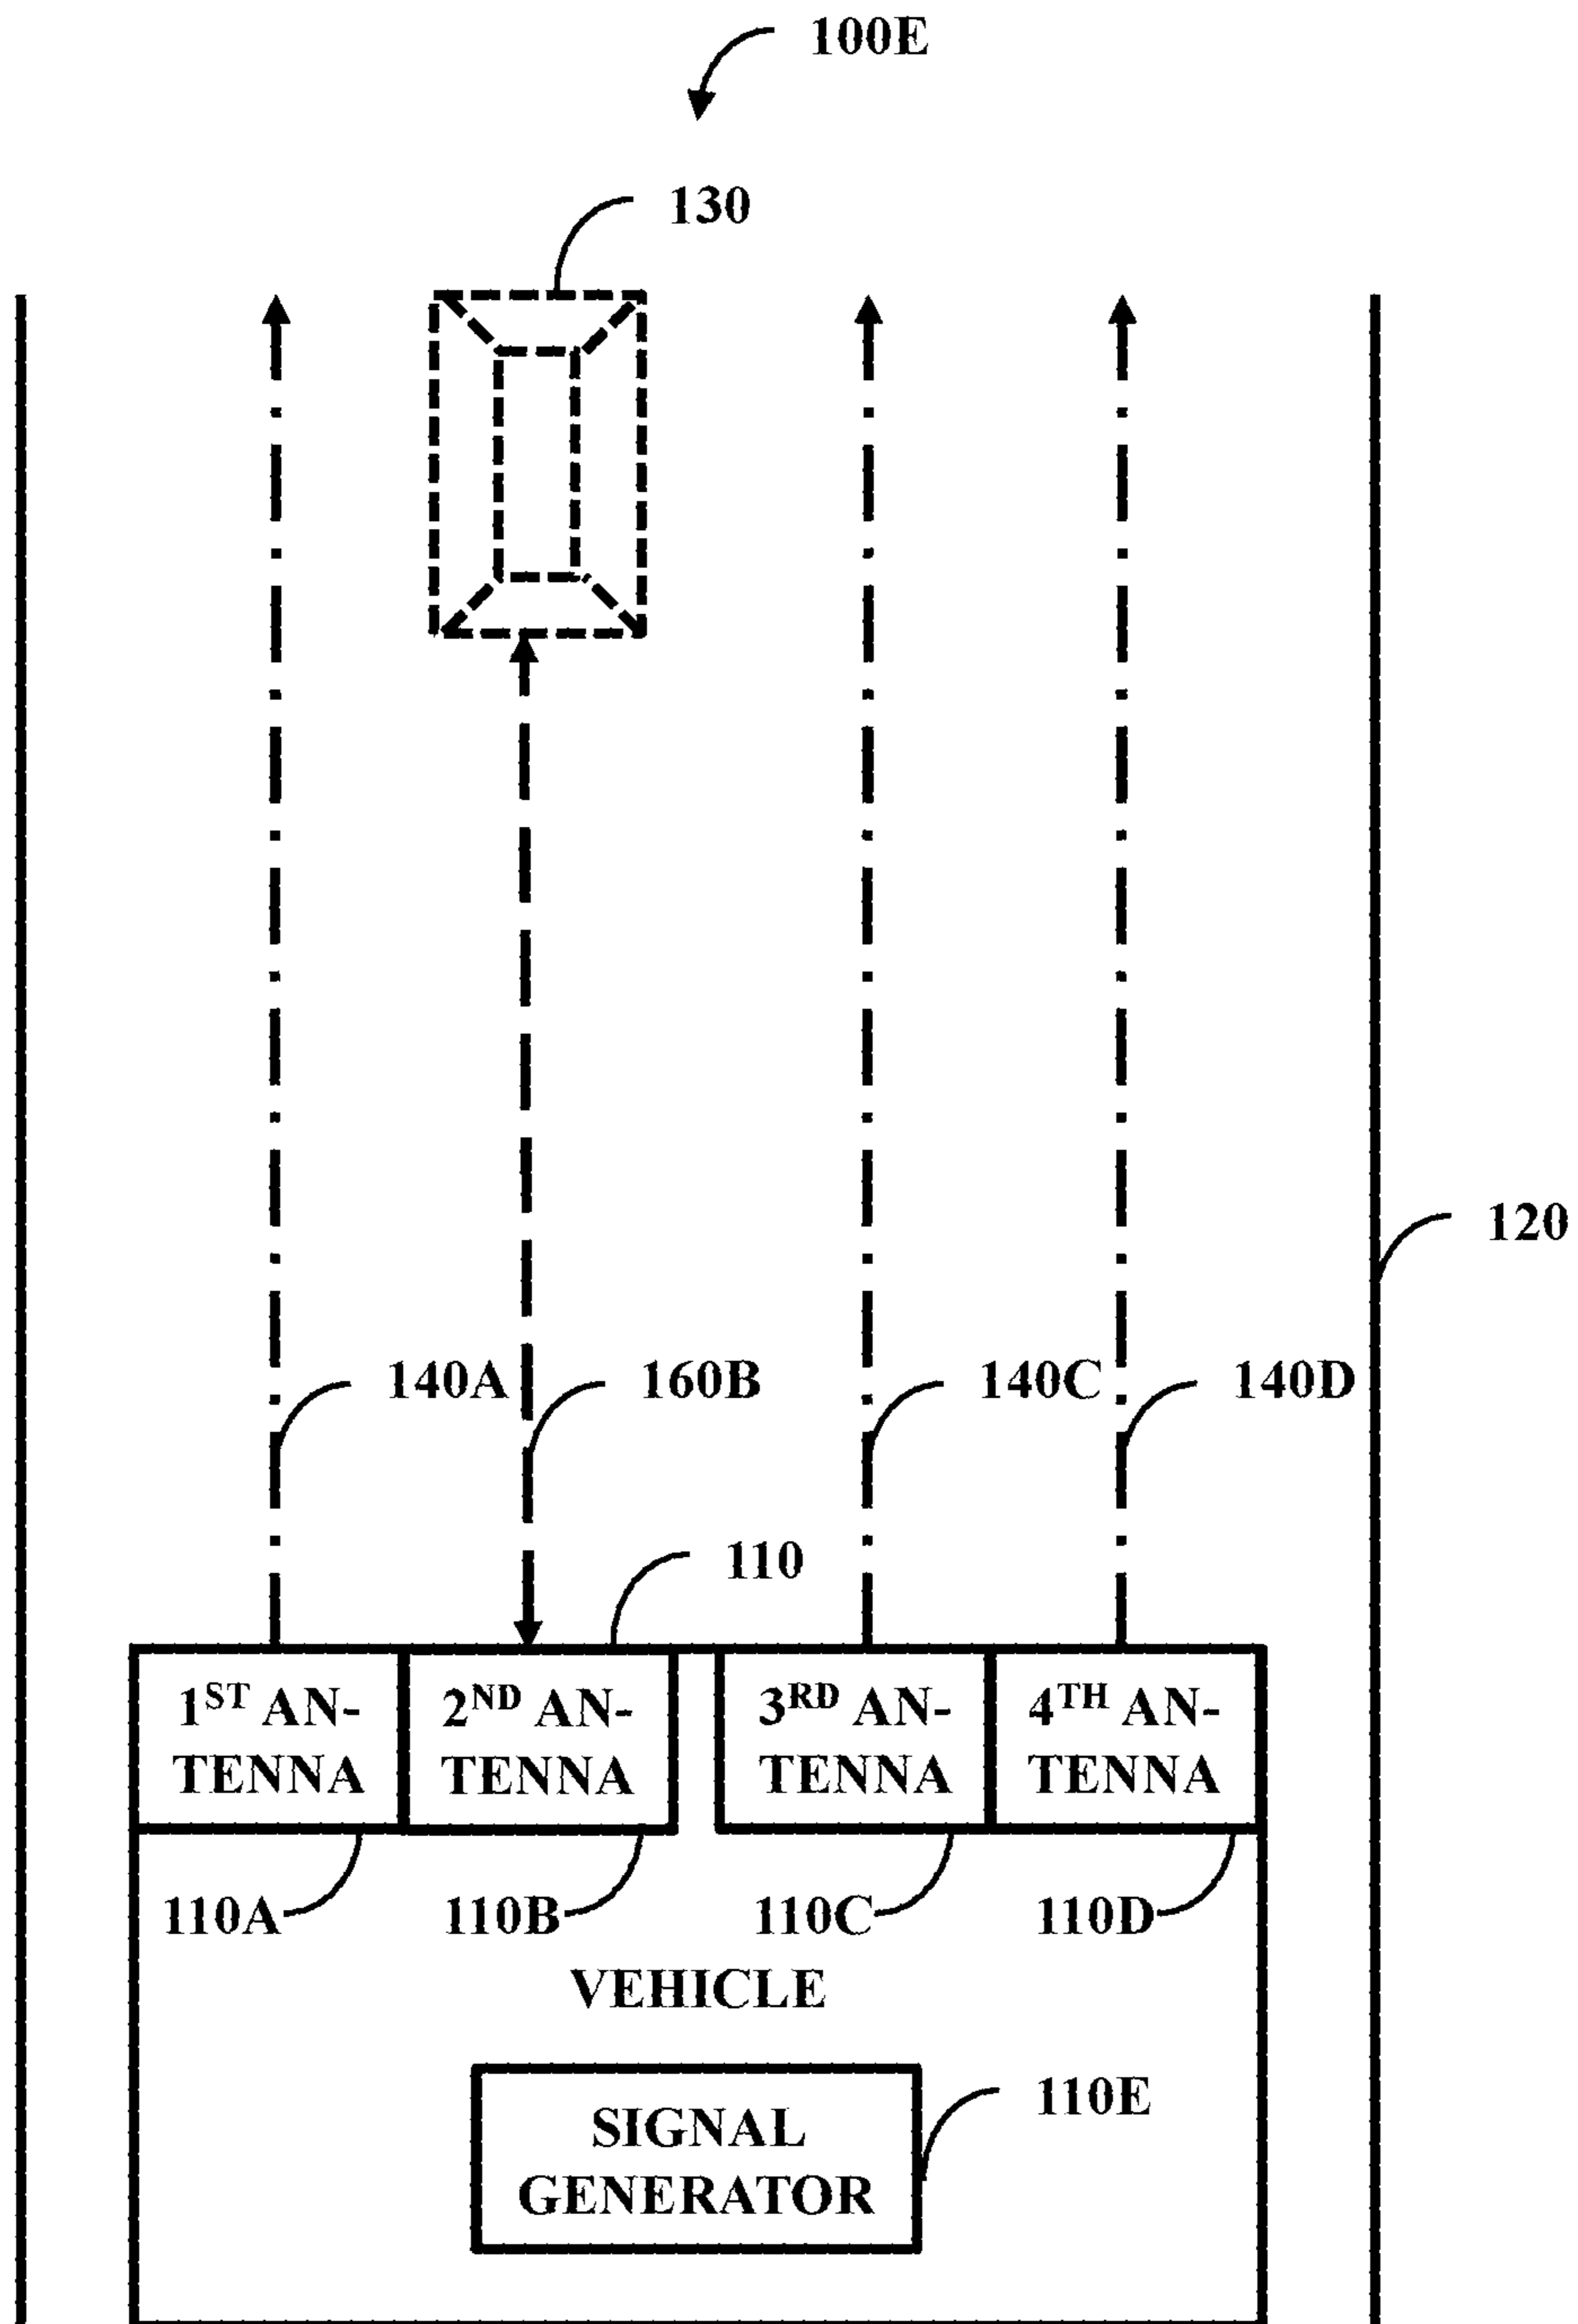 100E
130
120
140A 160B 140C 140D
110
1ST AN-
TENNA
2ND AN-
TENNA
3RD AN-
TENNA
4TH AN-
TENNA
110A 110B 110C 110D
VEHICLE
110E
SIGNAL
GENERATOR